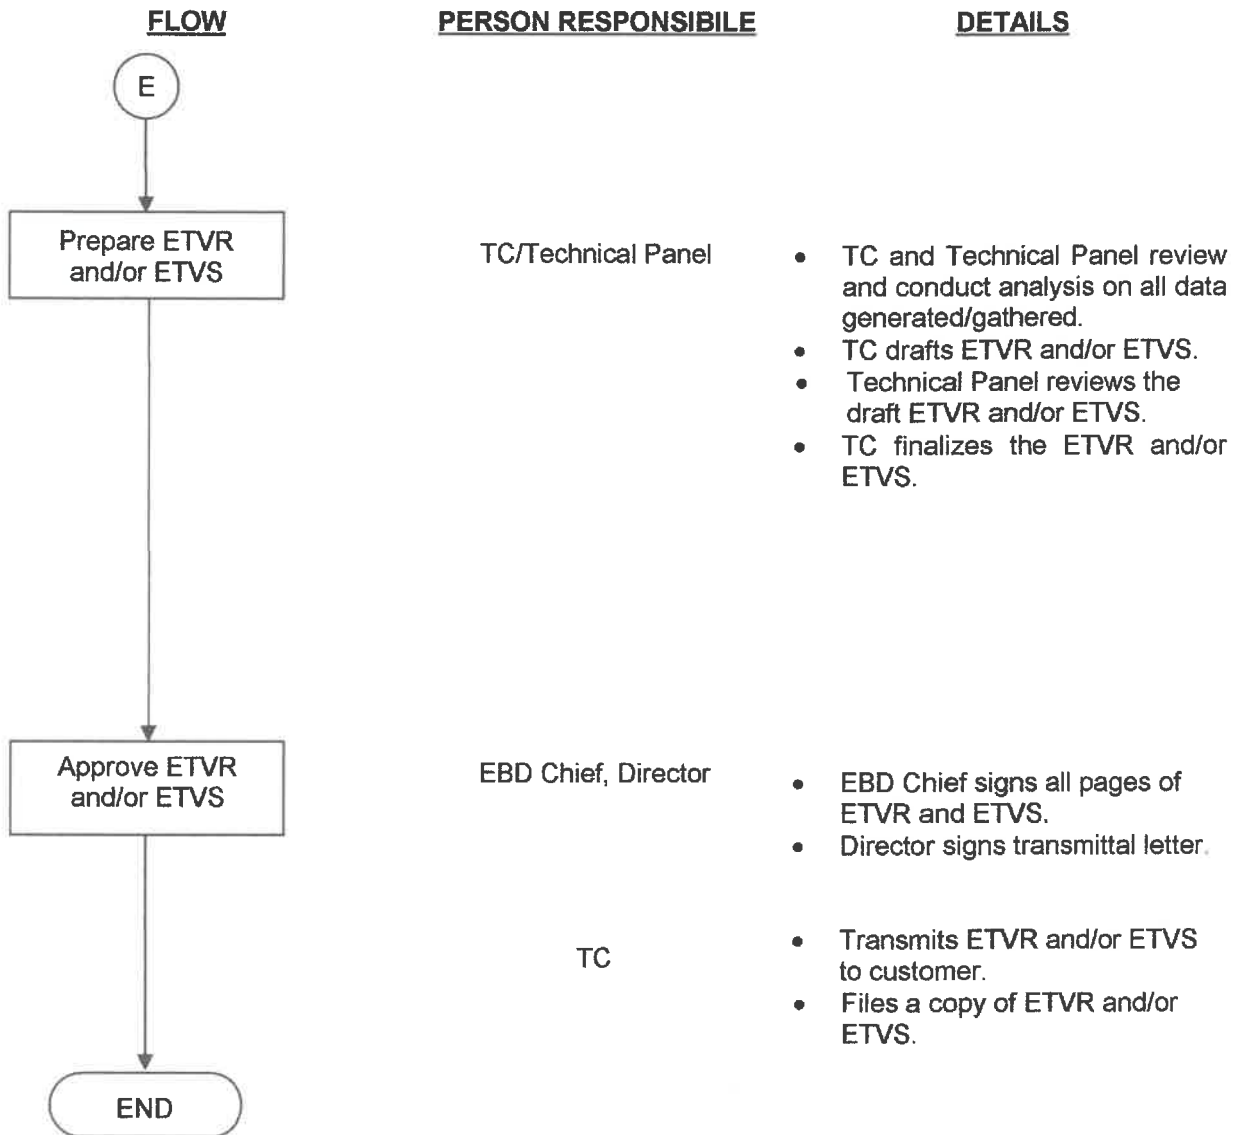 FLOW PERSON RESPONSIBILE DETAILS
E
Prepare ETVR
and/or ETVS
TC/Technical Panel
• TC and Technical Panel review
and conduct analysis on all data
generated/gathered.
• TC drafts ETVR and/or ETVS.
• Technical Panel reviews the
draft ETVR and/or ETVS.
• TC finalizes the ETVR and/or
ETVS.
Approve ETVR
and/or ETVS
EBD Chief, Director
• EBD Chief signs all pages of
ETVR and ETVS.
• Director signs transmittal letter.
TC
• Transmits ETVR and/or ETVS
to customer.
• Files a copy of ETVR and/or
ETVS.
END